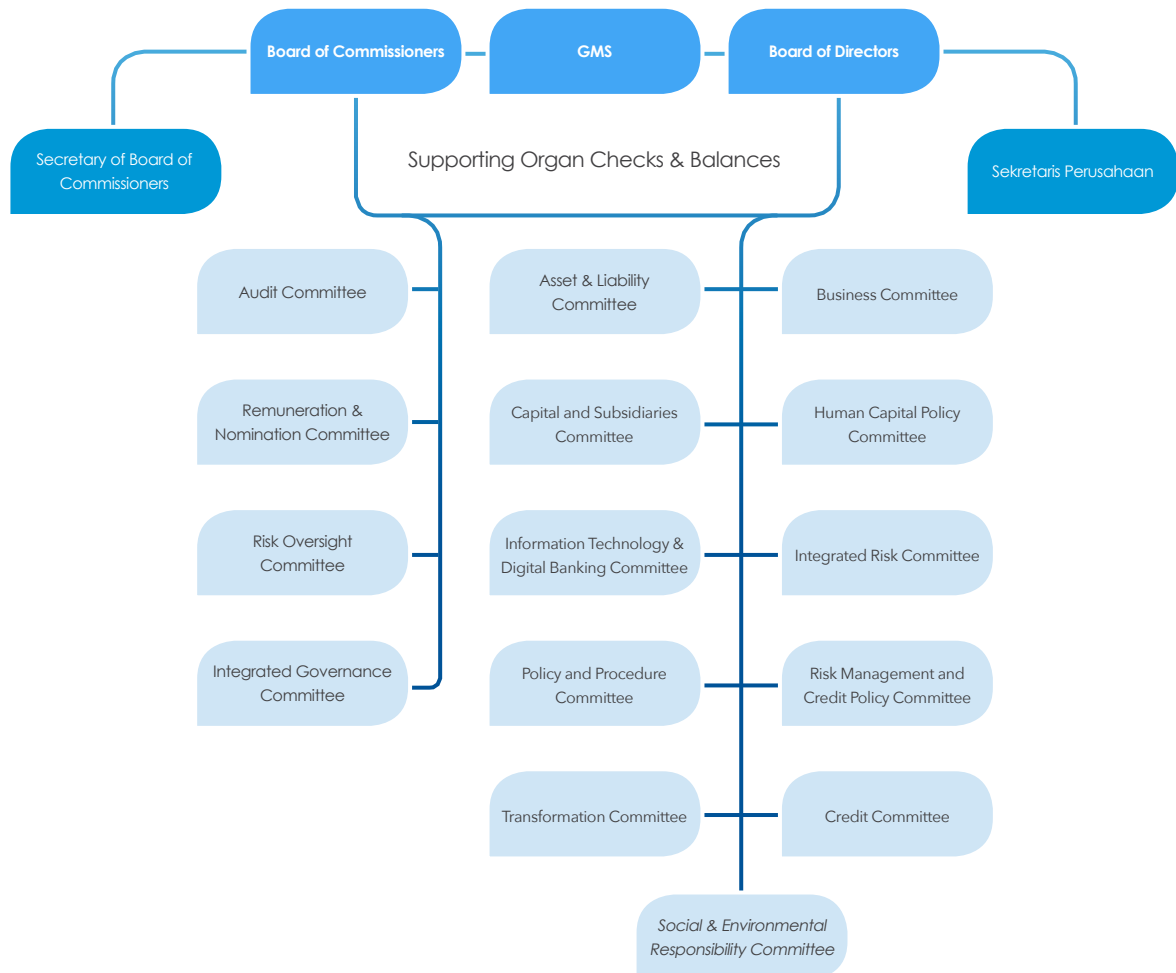 Board of Commissioners
GMS
Board of Directors
Secretary of Board of
Commissioners
Supporting Organ Checks & Balances
Sekretaris Perusahaan
Audit Committee
Asset & Liability
Committee
Business Committee
Remuneration &
Nomination Committee
Capital and Subsidiaries
Committee
Human Capital Policy
Committee
Risk Oversight
Committee
Information Technology &
Digital Banking Committee
Integrated Risk Committee
Integrated Governance
Committee
Policy and Procedure
Committee
Risk Management and
Credit Policy Committee
Transformation Committee
Credit Committee
Social & Environmental
Responsibility Committee